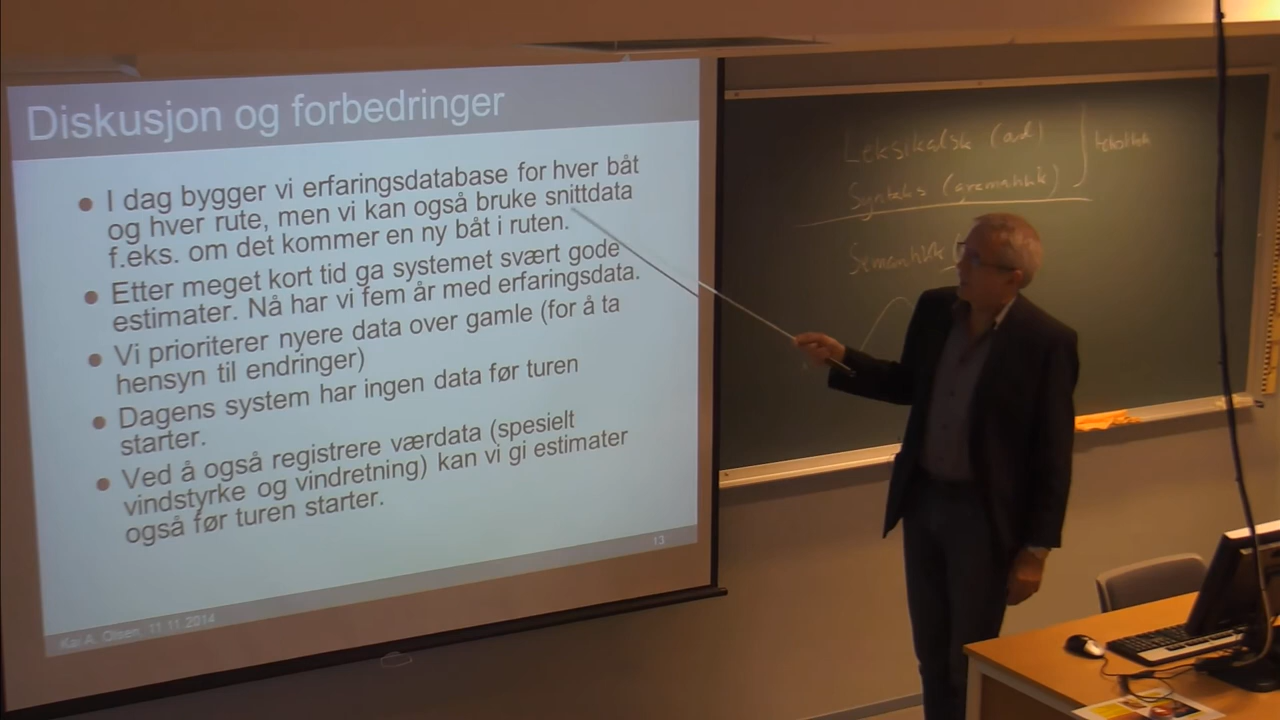 Diskusjon og forbedringer
I dag bygger vi erfaringsdatabase for hver båt
og hver rute, men vi kan også bruke snittdata
f.eks. om det kommer en ny båt i ruten.
Etter meget kort tid ga systemet svært gode
estimater. Nå har vi fem år med erfaringsdata.
Vi prioriterer nyere data over gamle (for å ta
hensyn til endringer)
Dagens system har ingen data før turen
starter.
Ved å også registrere værdata (spesielt
vindstyrke og vindretning) kan vi gi estimater
også før turen starter.
13
Kai A. Olsen, 11.11.2014
Leksikalsk (ord)
Syntaks (gramatikk)
Semantikk